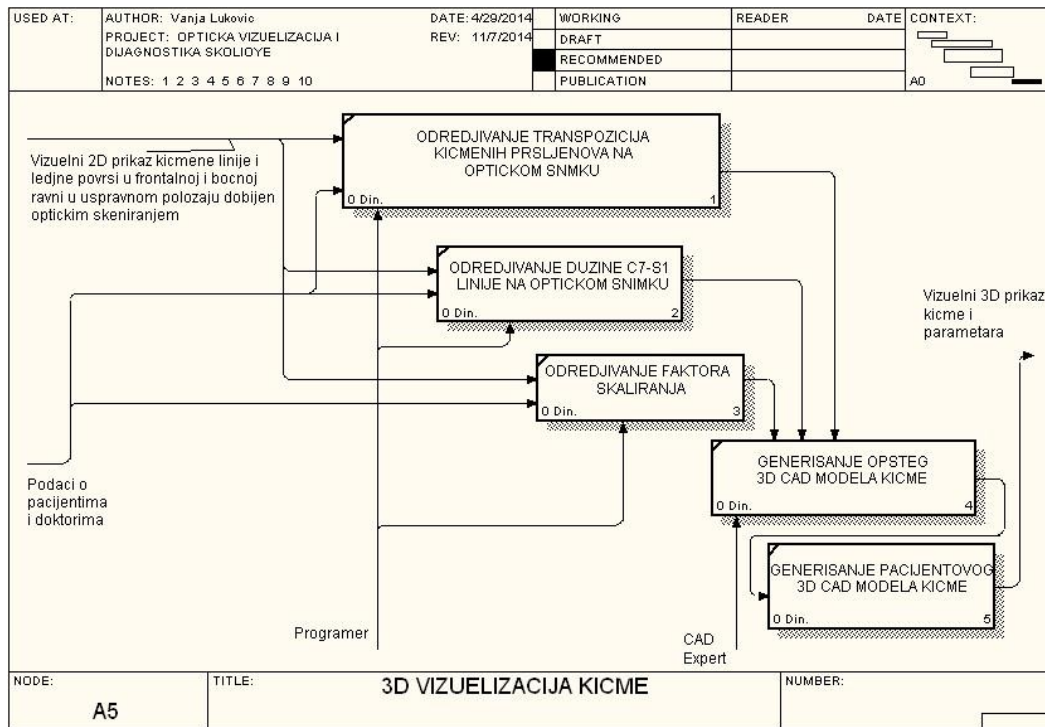 USED AT:
AUTHOR: Vanja Lukovic
DATE: 4/29/2014
PROJECT: OPTICKA VIZUELIZACIJA I
DIJAGNOSTIKA SKOLIOYE
REV: 11/7/2014
NOTES: 1 2 3 4 5 6 7 8 9 10
WORKING
DRAFT
RECOMMENDED
PUBLICATION
READER
DATE
CONTEXT:
A0
Vizuelni 2D prikaz kicmene linije i
ledjne povrsi u frontalnoj i bocnoj
ravni u uspravnom polozaju dobijen
optickim skeniranjem
ODREDJIVANJE TRANSPOZICIJA
KICMENIH PRSLJENOVA NA
OPTICKOM SNMKU
0 Din.
1
ODREDJIVANJE DUZINE C7-S1
LINIJE NA OPTICKOM SNIMKU
0 Din.
2
Vizuelni 3D prikaz
kicme i
parametara
ODREDJIVANJE FAKTORA
SKALIRANJA
0 Din.
3
GENERISANJE OPSTEG
3D CAD MODELA KICME
0 Din.
4
Podaci o
pacijentima
i doktorima
GENERISANJE PACIJENTOVOG
3D CAD MODELA KICME
0 Din.
5
Programer
CAD
Expert
NODE:
A5
TITLE:
3D VIZUELIZACIJA KICME
NUMBER: